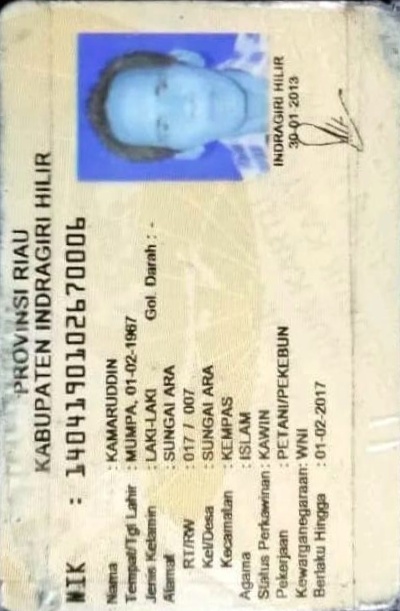 PROVINSI RIAU
KABUPATEN INDRAGIRI HILIR
NIK : 1404190102670006
Nama : KAMARUDDIN
Tempat/Tgl Lahir : MUMPA, 01-02-1967
Jenis Kelamin : LAKI-LAKI Gol. Darah : -
Alamat : SUNGAI ARA
RT/RW : 017 / 007
Kel/Desa : SUNGAI ARA
Kecamatan : KEMPAS
Agama : ISLAM
Status Perkawinan: KAWIN
Pekerjaan : PETANI/PEKEBUN
Kewarganegaraan: WNI
Berlaku Hingga : 01-02-2017
INDRAGIRI HILIR
30-01 2013